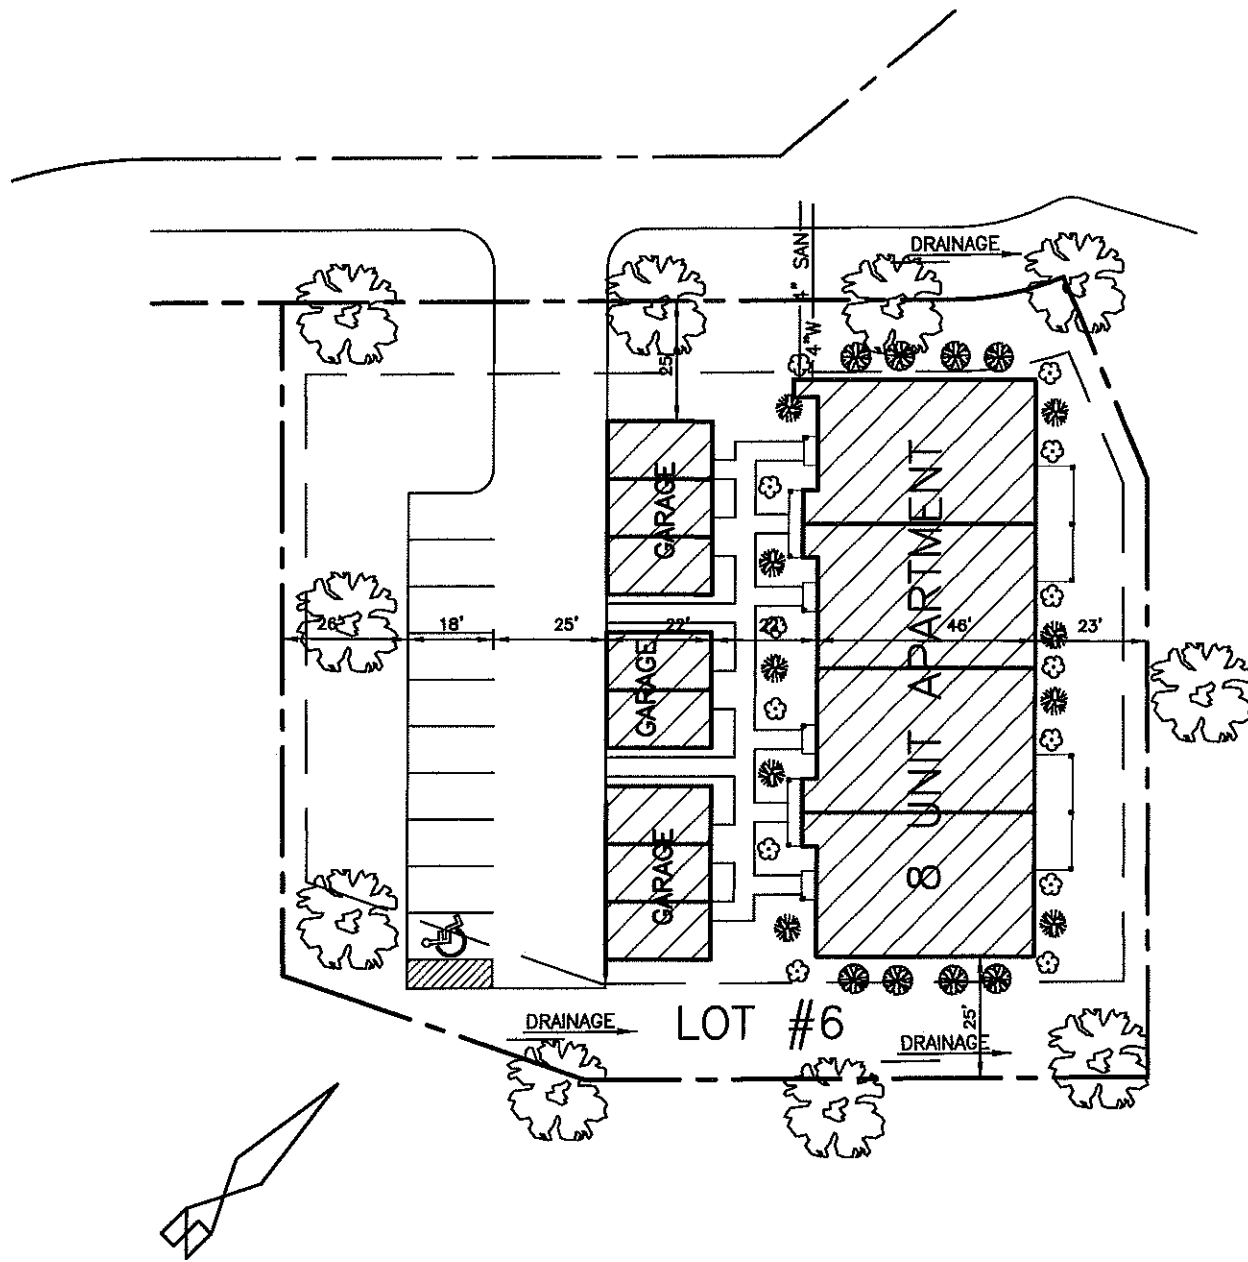 DRAINAGE
4" SAN
4"W
25'
GARAGE
8 UNIT APARTMENT
26'
18'
25'
22'
22'
46'
23'
GARAGE
GARAGE
LOT #6
DRAINAGE
DRAINAGE
25'